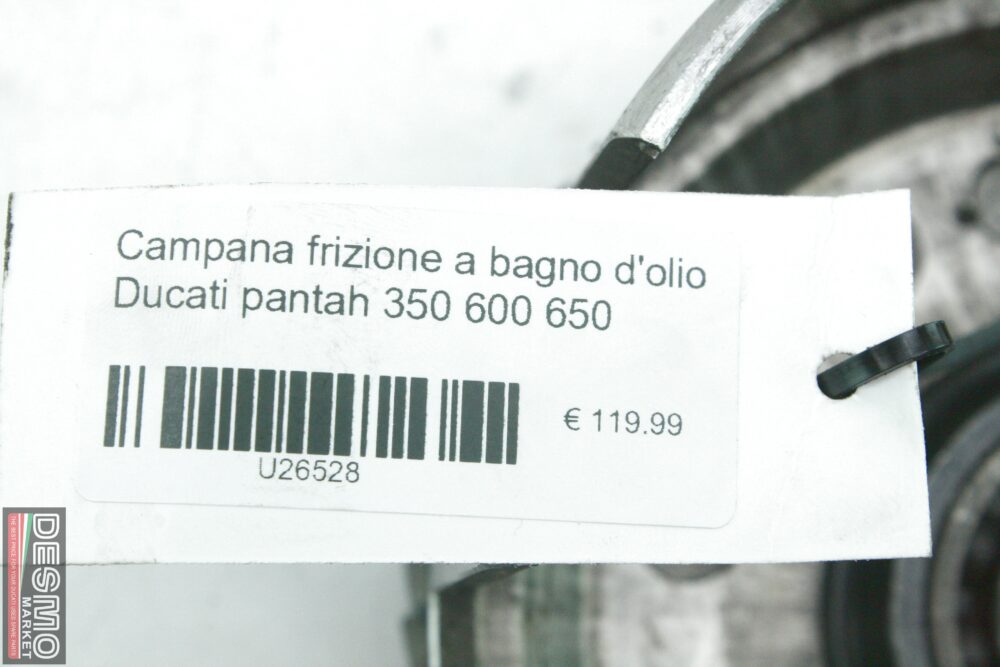 Campana frizione a bagno d'olio
Ducati pantah 350 600 650
€ 119.99
U26528
DESMO
MARKET